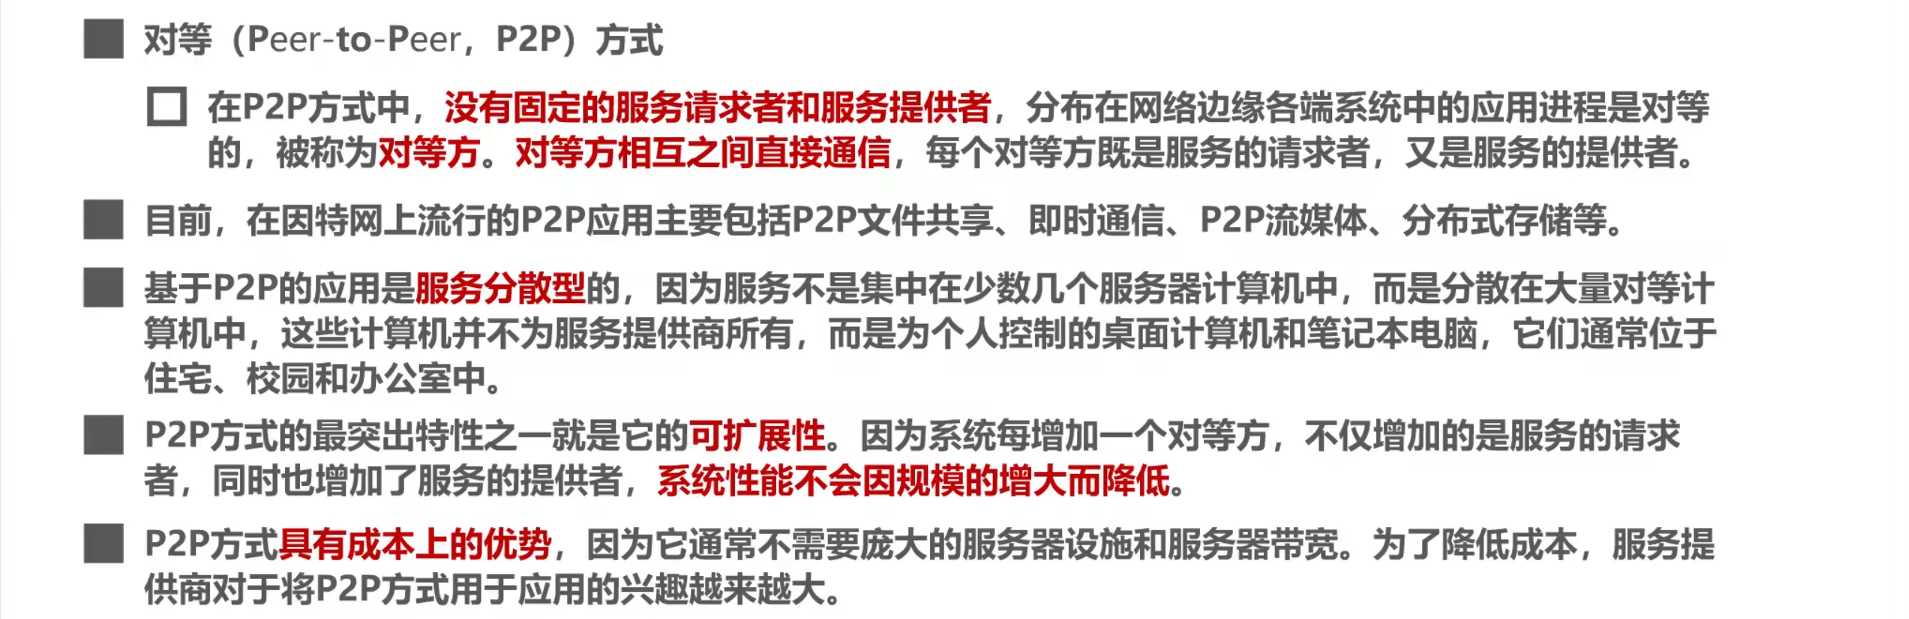 对等（Peer-to-Peer，P2P）方式
在P2P方式中，没有固定的服务请求者和服务提供者，分布在网络边缘各端系统中的应用进程是对等
的，被称为对等方。对等方相互之间直接通信，每个对等方既是服务的请求者，又是服务的提供者。
目前，在因特网上流行的P2P应用主要包括P2P文件共享、即时通信、P2P流媒体、分布式存储等。
基于P2P的应用是服务分散型的，因为服务不是集中在少数几个服务器计算机中，而是分散在大量对等计
算机中，这些计算机并不为服务提供商所有，而是为个人控制的桌面计算机和笔记本电脑，它们通常位于
住宅、校园和办公室中。
P2P方式的最突出特性之一就是它的可扩展性。因为系统每增加一个对等方，不仅增加的是服务的请求
者，同时也增加了服务的提供者，系统性能不会因规模的增大而降低。
P2P方式具有成本上的优势，因为它通常不需要庞大的服务器设施和服务器带宽。为了降低成本，服务提
供商对于将P2P方式用于应用的兴趣越来越大。